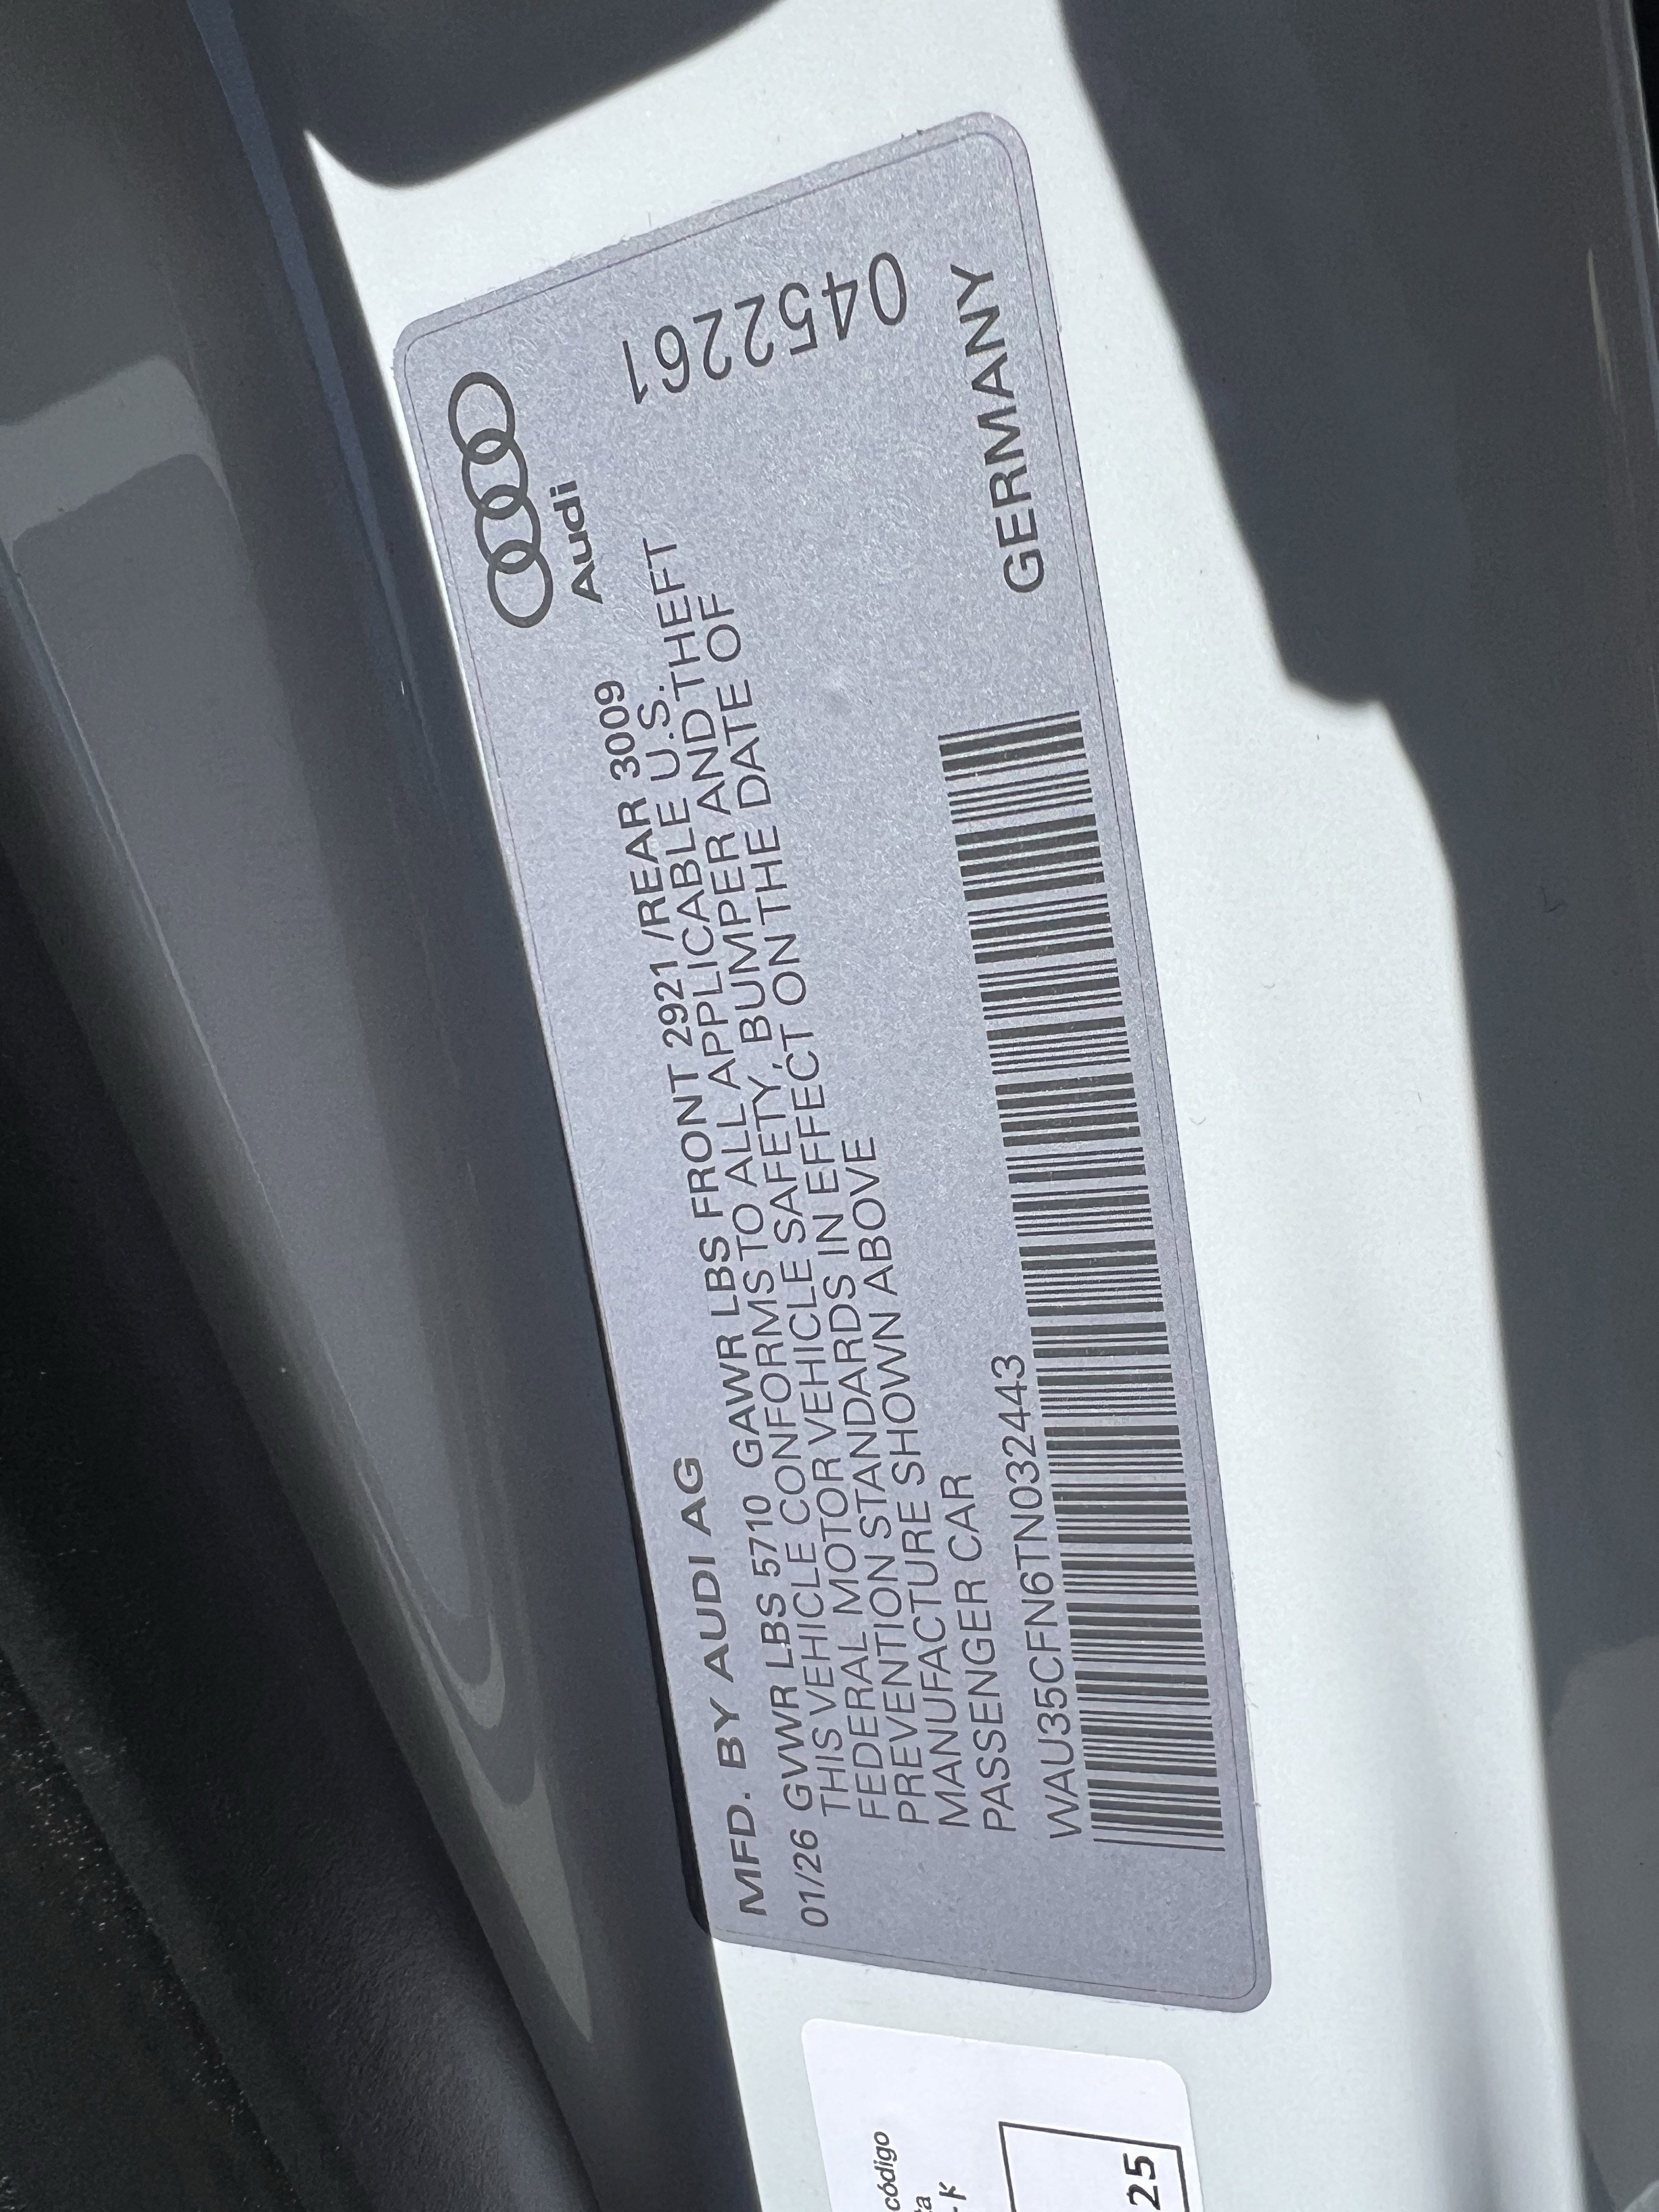 Audi
MFD. BY AUDI AG
01/26 GVWR LBS 5710 GAWR LBS FRONT 2921 /REAR 3009
THIS VEHICLE CONFORMS TO ALL APPLICABLE U.S.
FEDERAL MOTOR VEHICLE SAFETY, BUMPER AND THEFT
PREVENTION STANDARDS IN EFFECT ON THE DATE OF
MANUFACTURE SHOWN ABOVE
PASSENGER CAR
WAU35CFN6TN032443
045261
GERMANY
código
25